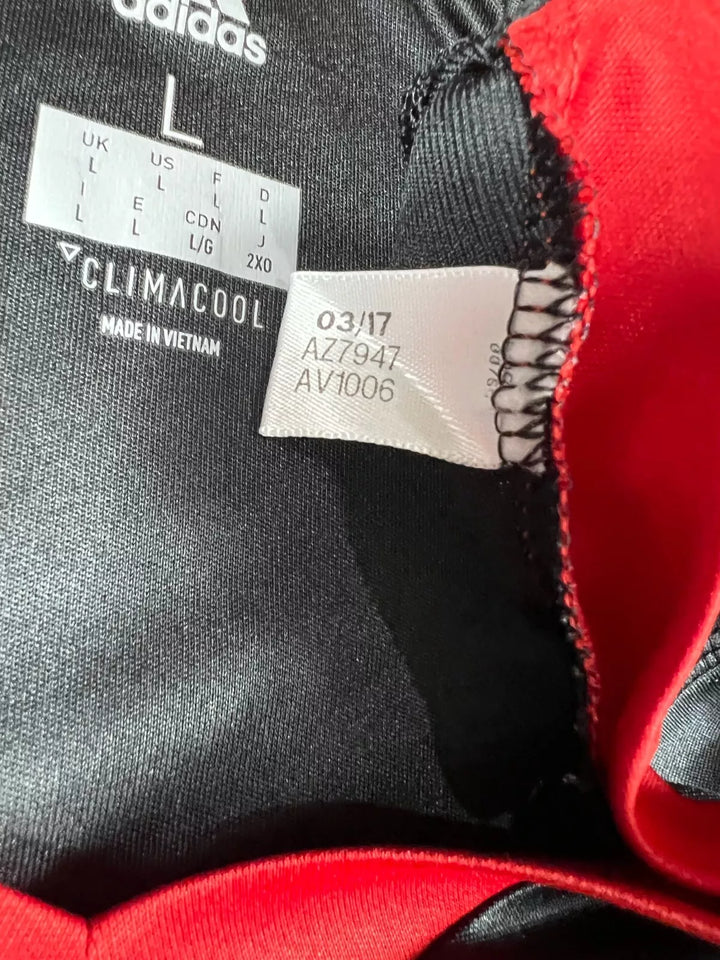 adidas
L
UK US F D
L L L L
I E CDN J
L L L/G 2XO
CLIMACOOL
MADE IN VIETNAM
03/17
AZ7947
AV1006